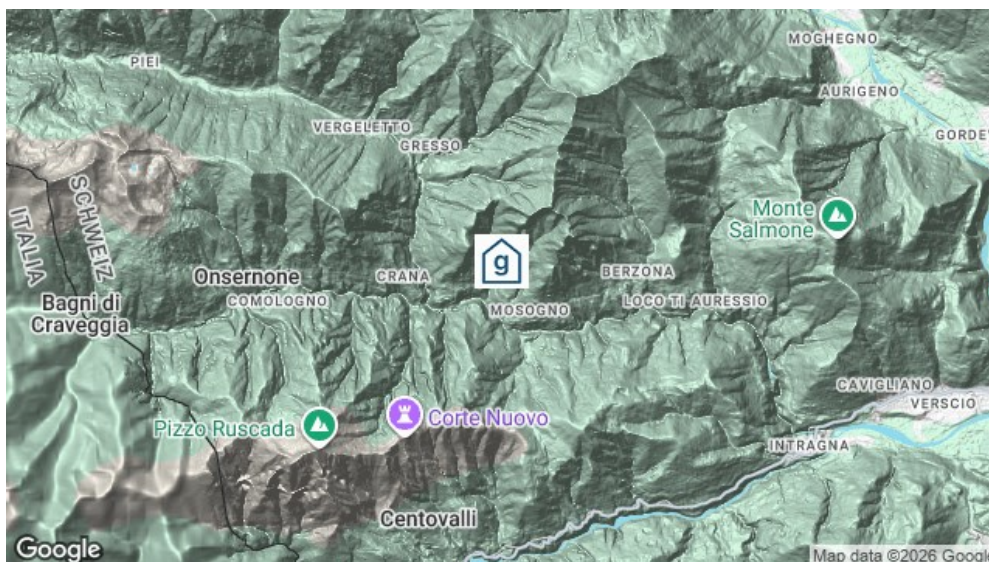 MOGHEGNO
PIEI
AURIGENO
VERGELETTO
GORDE
GRESSO
SCHWEIZ
ITALIA
Monte
Salmone
g
Onsernone
CRANA
BERZONA
COMOLOGNO
Bagni di
Craveggia
MOSOGNO
LOCO TI AURESSIO
CAVIGLIANO
VERSCIO
Pizzo Ruscada
Corte Nuovo
INTRAGNA
Centovalli
Google
Map data ©2026 Google